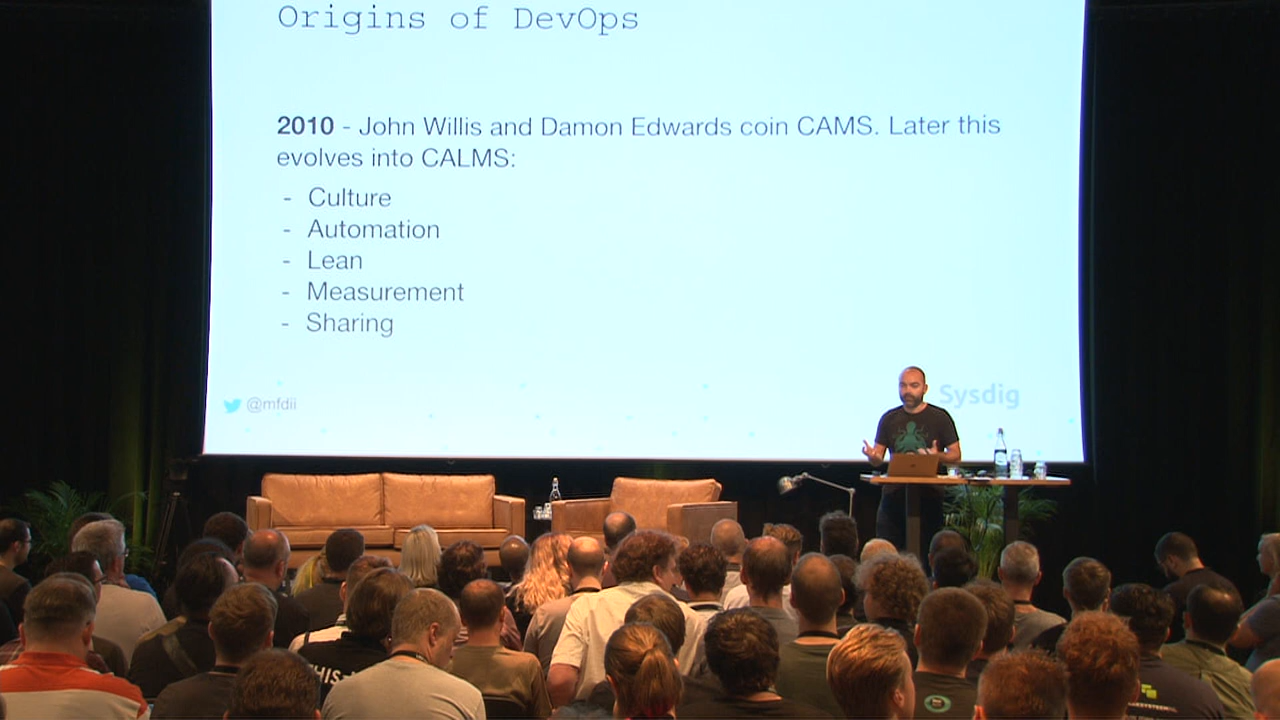 Origins of DevOps
2010 - John Willis and Damon Edwards coin CAMS. Later this
evolves into CALMS:
- Culture
- Automation
- Lean
- Measurement
- Sharing
@mfdii
Sysdig
THIS